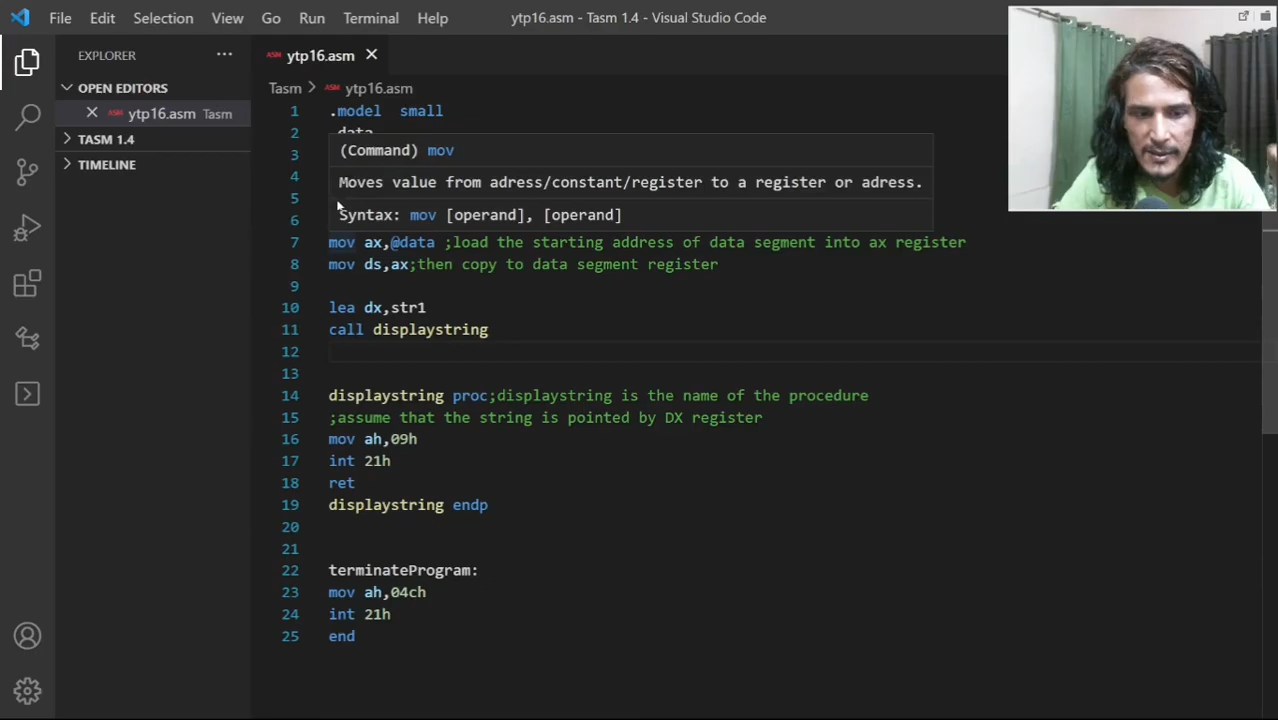 File Edit Selection View Go Run Terminal Help
ytp16.asm - Tasm 1.4 - Visual Studio Code
EXPLORER ···
OPEN EDITORS
ytp16.asm Tasm
TASM 1.4
TIMELINE
ASM ytp16.asm
Tasm > ASM ytp16.asm
1 .model small
2 .data
3 (Command) mov
4 Moves value from adress/constant/register to a register or adress.
5
6 Syntax: mov [operand], [operand]
7 mov ax,@data ;load the starting address of data segment into ax register
8 mov ds,ax;then copy to data segment register
9
10 lea dx,str1
11 call displaystring
12
13
14 displaystring proc;displaystring is the name of the procedure
15 ;assume that the string is pointed by DX register
16 mov ah,09h
17 int 21h
18 ret
19 displaystring endp
20
21
22 terminateProgram:
23 mov ah,04ch
24 int 21h
25 end